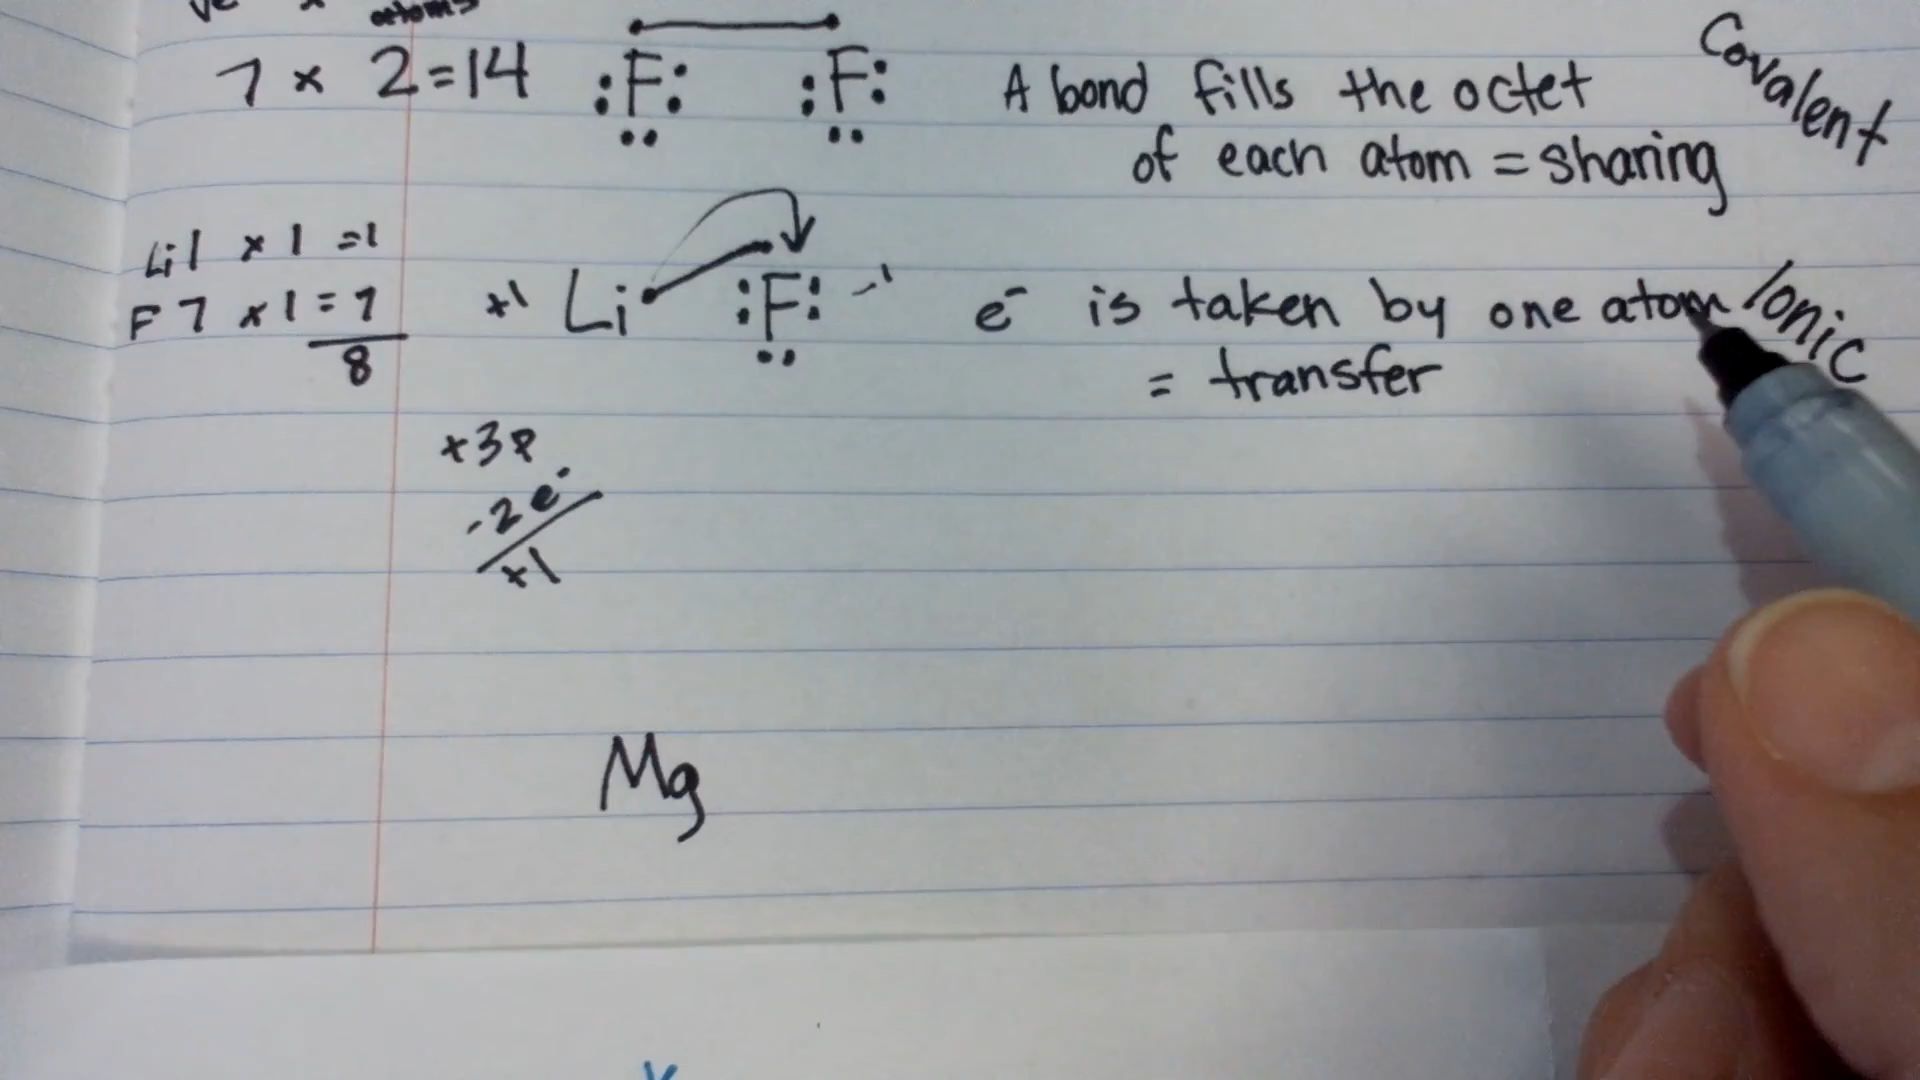 atoms
7 x 2 = 14 :F: :F: A bond fills the octet
of each atom = sharing
Covalent
Li 1 x 1 = 1
F 7 x 1 = 7
8
+1 Li :F: -1 e⁻ is taken by one atom
= transfer
Ionic
+3p
-2e⁻
+1
Mg